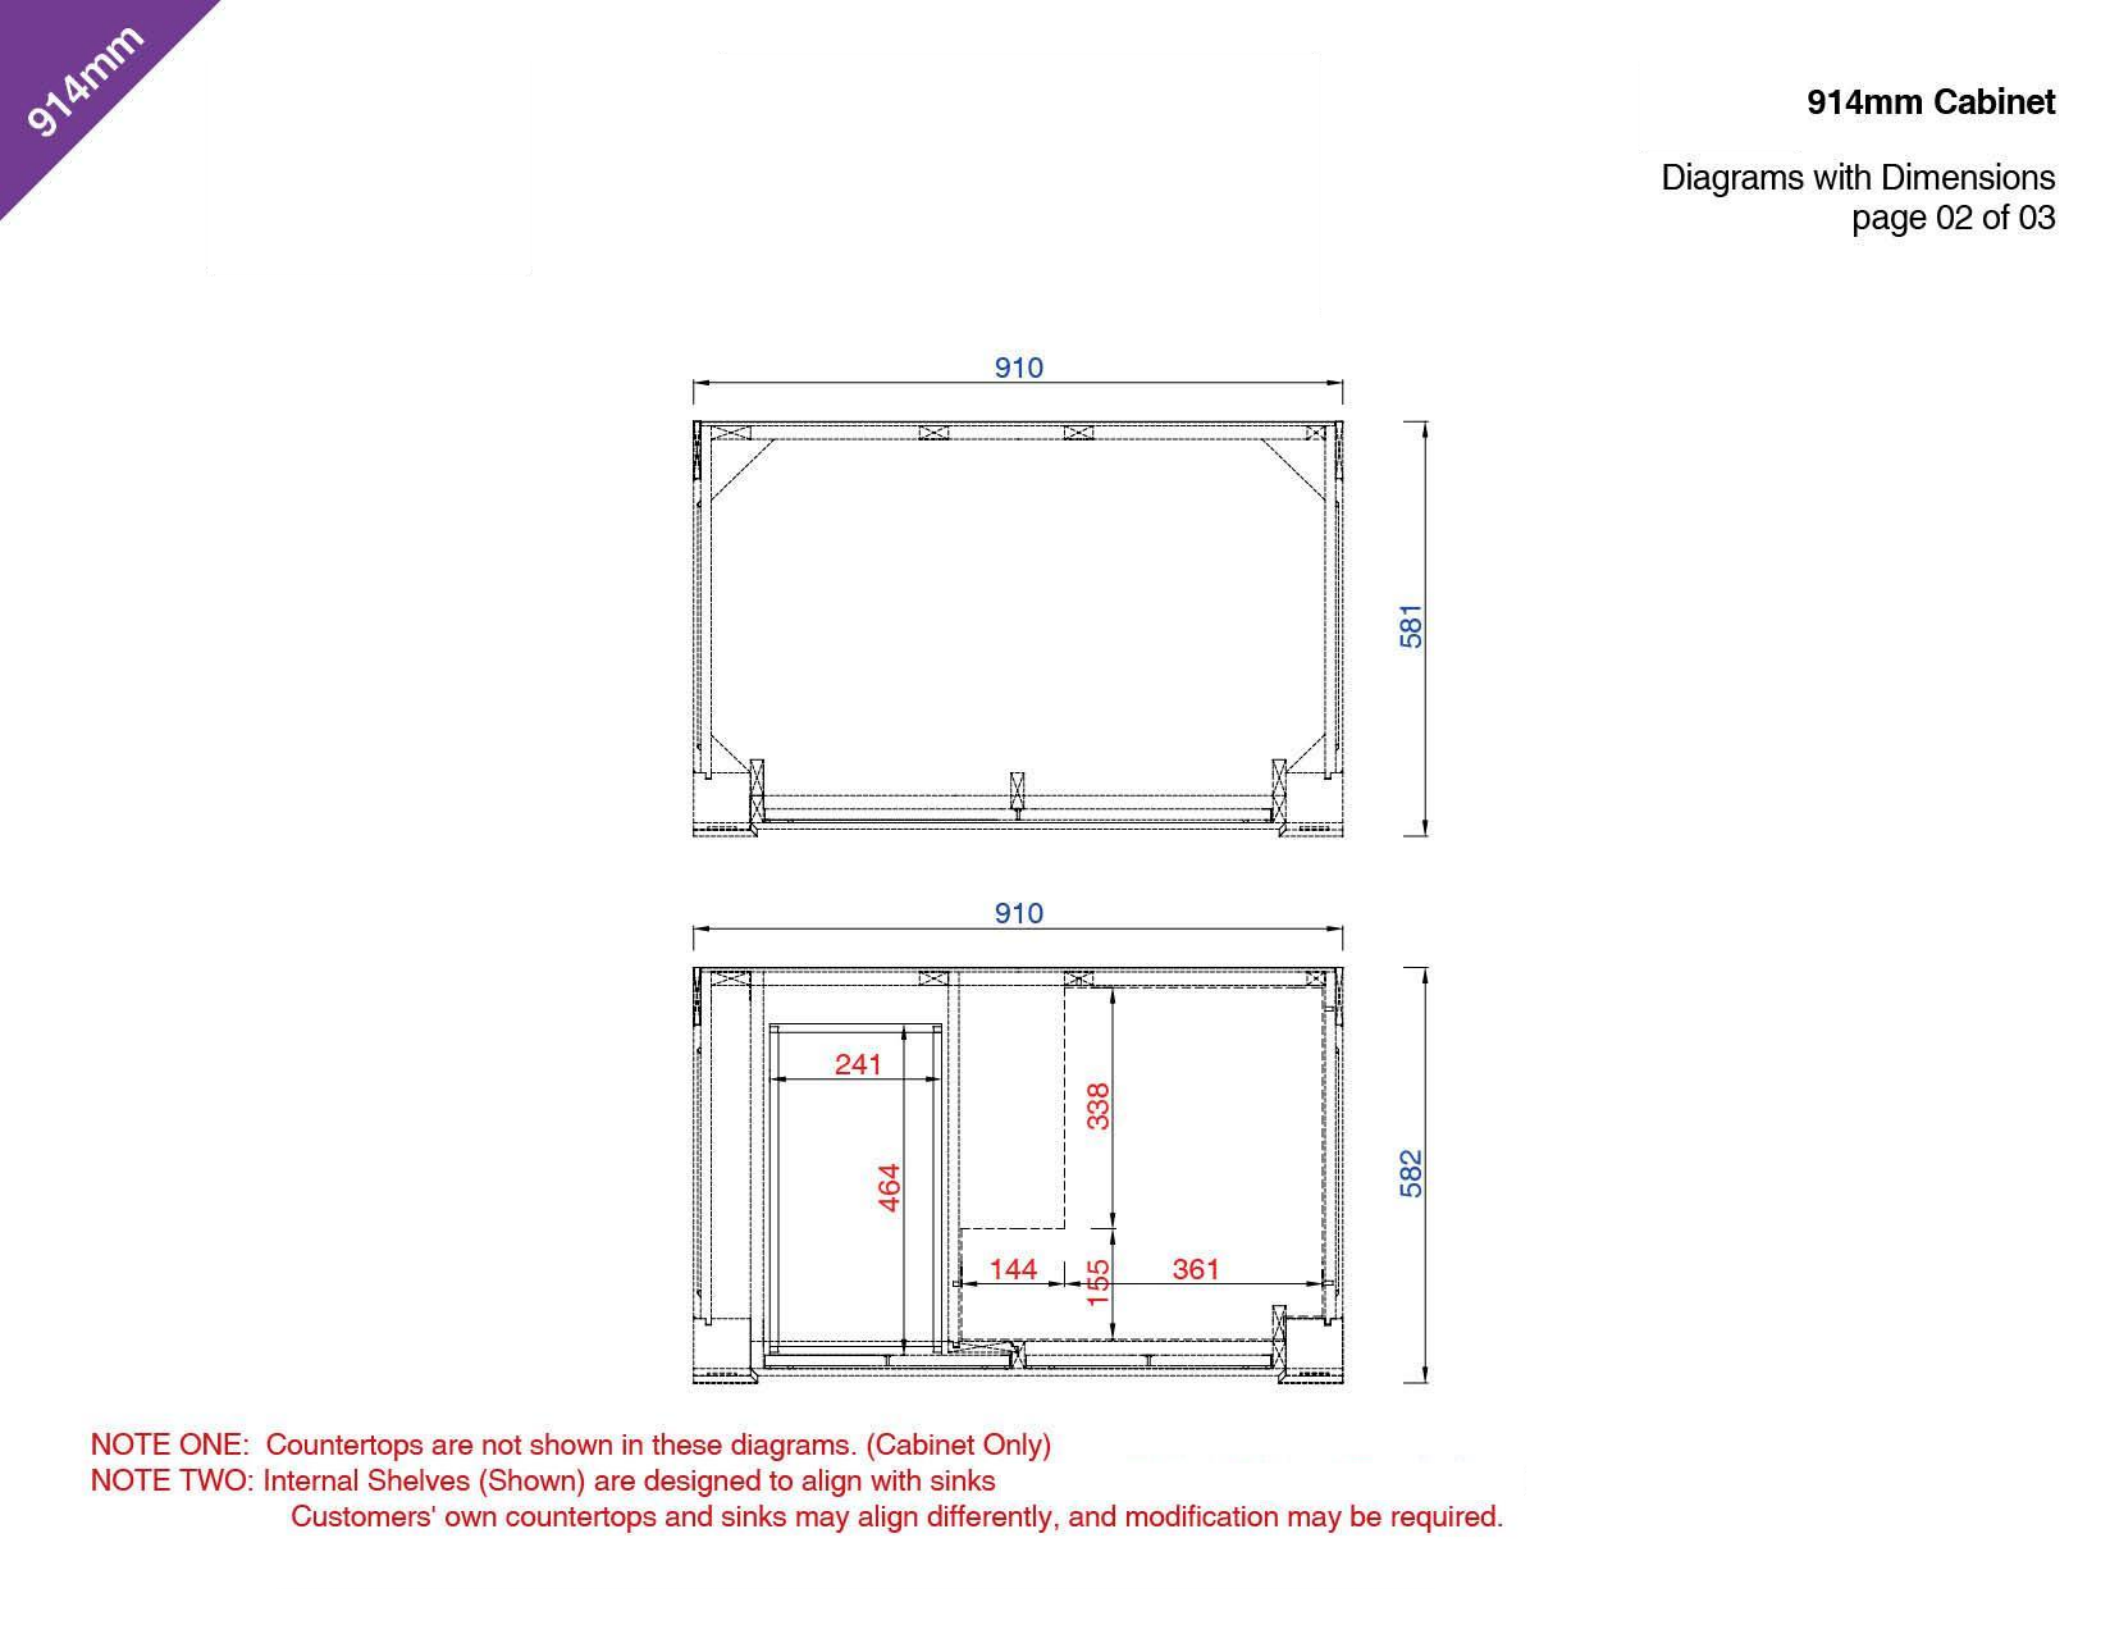 914mm
914mm Cabinet
Diagrams with Dimensions
page 02 of 03
910
581
910
241
338
464
582
144
155
361
NOTE ONE: Countertops are not shown in these diagrams. (Cabinet Only)
NOTE TWO: Internal Shelves (Shown) are designed to align with sinks
Customers' own countertops and sinks may align differently, and modification may be required.